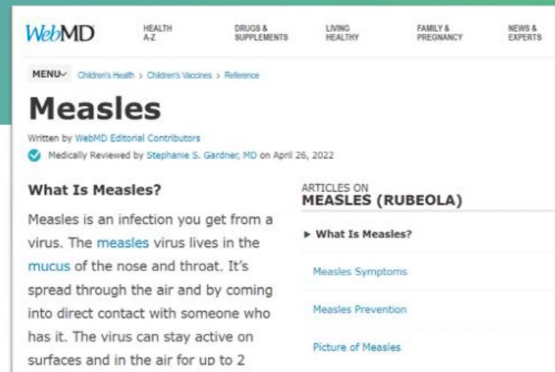 WebMD
HEALTH
A-Z
DRUGS &
SUPPLEMENTS
LIVING
HEALTHY
FAMILY &
PREGNANCY
NEWS &
EXPERTS
MENU
Children's Health > Children's Vaccines > Reference
Measles
Written by WebMD Editorial Contributors
Medically Reviewed by Stephanie S. Gardner, MD on April 26, 2022
What Is Measles?
Measles is an infection you get from a
virus. The measles virus lives in the
mucus of the nose and throat. It's
spread through the air and by coming
into direct contact with someone who
has it. The virus can stay active on
surfaces and in the air for up to 2
ARTICLES ON
MEASLES (RUBEOLA)
▶ What Is Measles?
Measles Symptoms
Measles Prevention
Picture of Measles